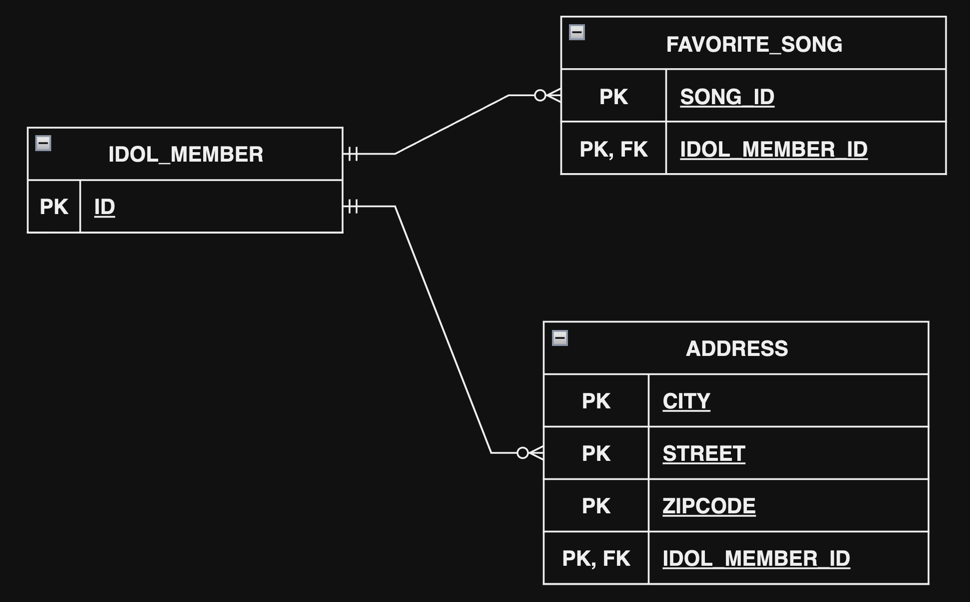 IDOL_MEMBER
PK ID
FAVORITE_SONG
PK SONG_ID
PK, FK IDOL_MEMBER_ID
ADDRESS
PK CITY
PK STREET
PK ZIPCODE
PK, FK IDOL_MEMBER_ID